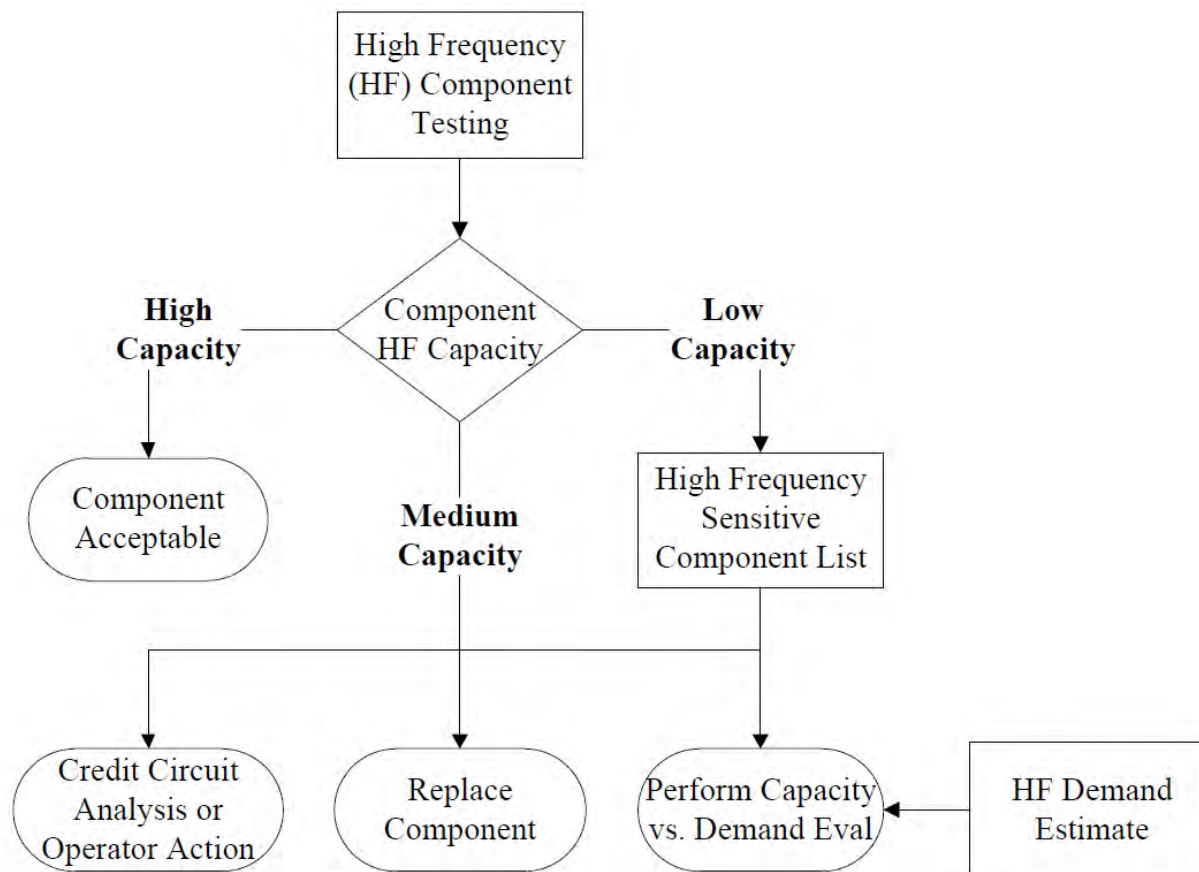 High Frequency
(HF) Component
Testing
Component
HF Capacity
High
Capacity
Low
Capacity
Component
Acceptable
Medium
Capacity
High Frequency
Sensitive
Component List
Credit Circuit
Analysis or
Operator Action
Replace
Component
Perform Capacity
vs. Demand Eval
HF Demand
Estimate